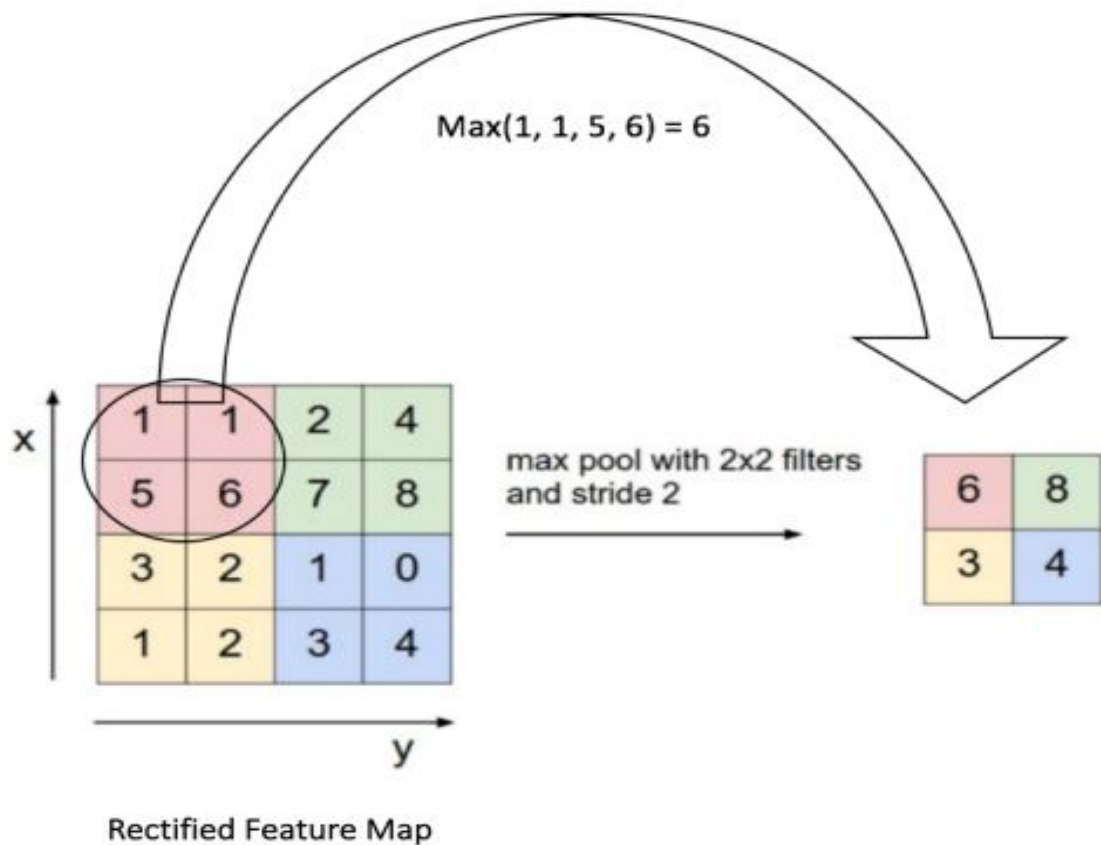 Max(1, 1, 5, 6) = 6
x
1 1 2 4
5 6 7 8
3 2 1 0
1 2 3 4
y
max pool with 2x2 filters
and stride 2
6 8
3 4
Rectified Feature Map